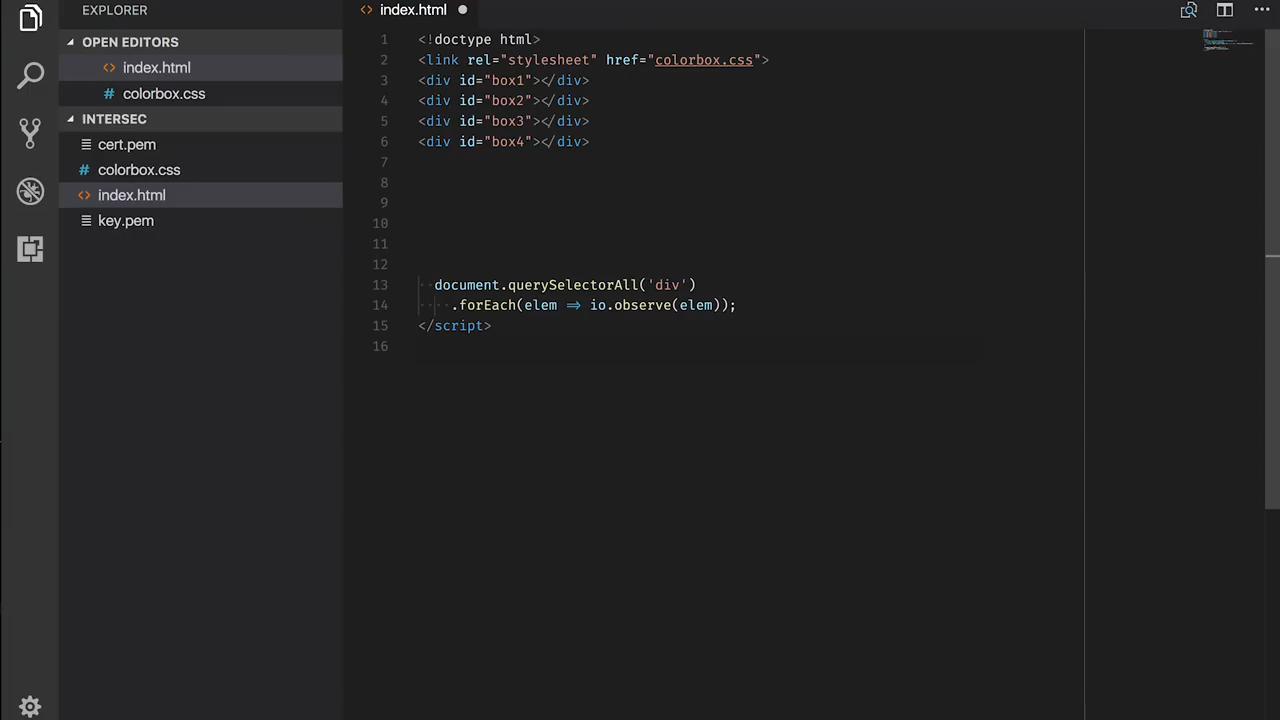 EXPLORER
OPEN EDITORS
index.html
# colorbox.css
INTERSEC
cert.pem
# colorbox.css
index.html
key.pem
index.html
1 <!doctype html>
2 <link rel="stylesheet" href="colorbox.css">
3 <div id="box1"></div>
4 <div id="box2"></div>
5 <div id="box3"></div>
6 <div id="box4"></div>
7
8
9
10
11
12
13 document.querySelectorAll('div')
14 .forEach(elem => io.observe(elem));
15 </script>
16